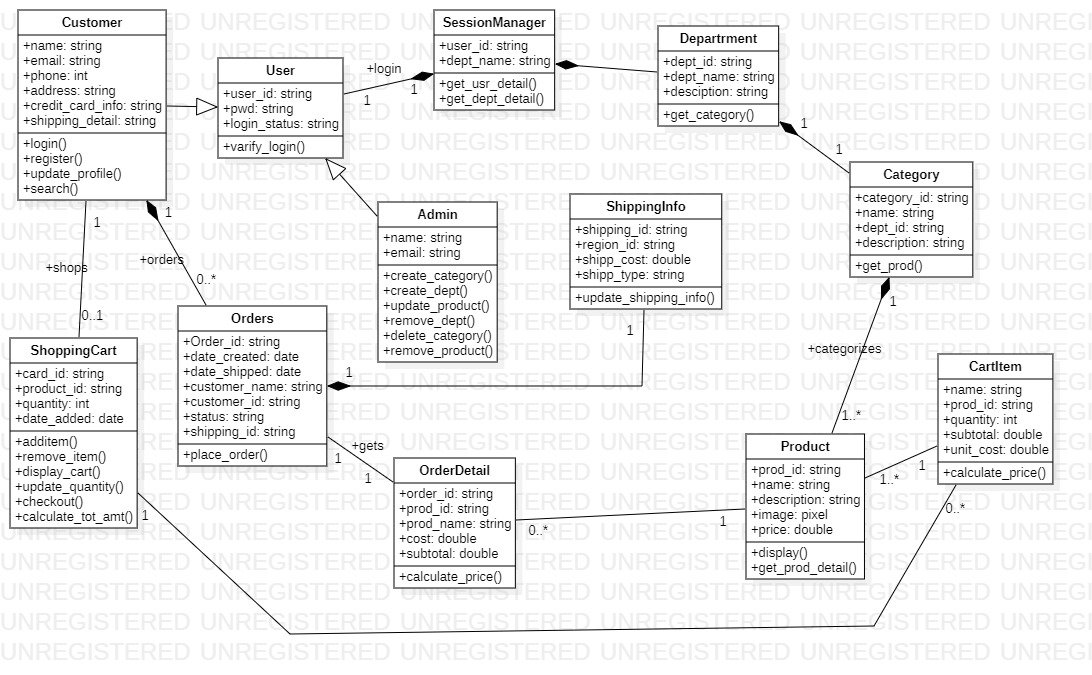 Customer
+name: string
+email: string
+phone: int
+address: string
+credit_card_info: string
+shipping_detail: string
+login()
+register()
+update_profile()
+search()
User
+user_id: string
+pwd: string
+login_status: string
+varify_login()
+login
1
1
SessionManager
+user_id: string
+dept_name: string
+get_usr_detail()
+get_dept_detail()
Departrment
+dept_id: string
+dept_name: string
+desciption: string
+get_category()
1
1
Category
+category_id: string
+name: string
+dept_id: string
+description: string
+get_prod()
1
+categorizes
1..*
Admin
+name: string
+email: string
+create_category()
+create_dept()
+update_product()
+remove_dept()
+delete_category()
+remove_product()
ShippingInfo
+shipping_id: string
+region_id: string
+shipp_cost: double
+shipp_type: string
+update_shipping_info()
1
1
1
+shops
0..1
1
+orders
0..*
Orders
+Order_id: string
+date_created: date
+date_shipped: date
+customer_name: string
+customer_id: string
+status: string
+shipping_id: string
+place_order()
ShoppingCart
+card_id: string
+product_id: string
+quantity: int
+date_added: date
+additem()
+remove_item()
+display_cart()
+update_quantity()
+checkout()
+calculate_tot_amt()
1
+gets
1
1
OrderDetail
+order_id: string
+prod_id: string
+prod_name: string
+cost: double
+subtotal: double
+calculate_price()
0..*
1
Product
+prod_id: string
+name: string
+description: string
+image: pixel
+price: double
+display()
+get_prod_detail()
1..*
1
CartItem
+name: string
+prod_id: string
+quantity: int
+subtotal: double
+unit_cost: double
+calculate_price()
0..*
UNREGISTERED UNREGISTERED UNREGISTERED UNREGISTERED UNREGISTERED